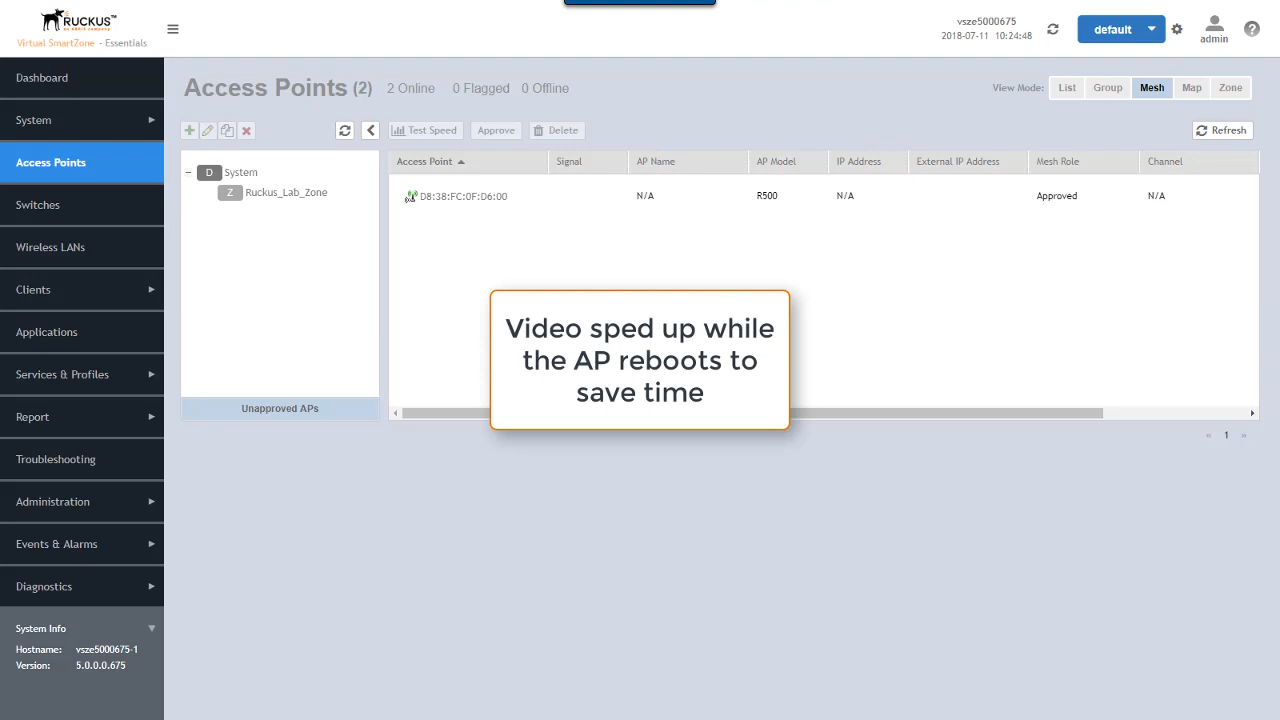 RUCKUS™
Virtual SmartZone - Essentials
vsze5000675
2018-07-11 10:24:48
default
admin
Dashboard
System
Access Points
Switches
Wireless LANs
Clients
Applications
Services & Profiles
Report
Troubleshooting
Administration
Events & Alarms
Diagnostics
System Info
Hostname: vsze5000675-1
Version: 5.0.0.0.675
Access Points (2) 2 Online 0 Flagged 0 Offline
View Mode: List Group Mesh Map Zone
Test Speed Approve Delete Refresh
D System
Z Ruckus_Lab_Zone
Unapproved APs
Access Point Signal AP Name AP Model IP Address External IP Address Mesh Role Channel
D8:38:FC:0F:D6:00 N/A R500 N/A Approved N/A
Video sped up while
the AP reboots to
save time
« 1 »